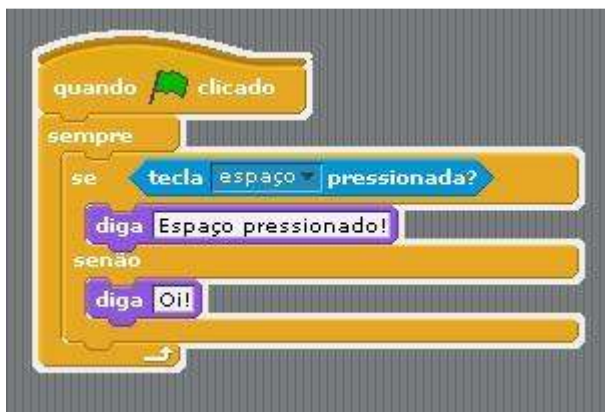 quando clicado
sempre
se tecla espaço pressionada?
diga Espaço pressionado!
senão
diga Oi!